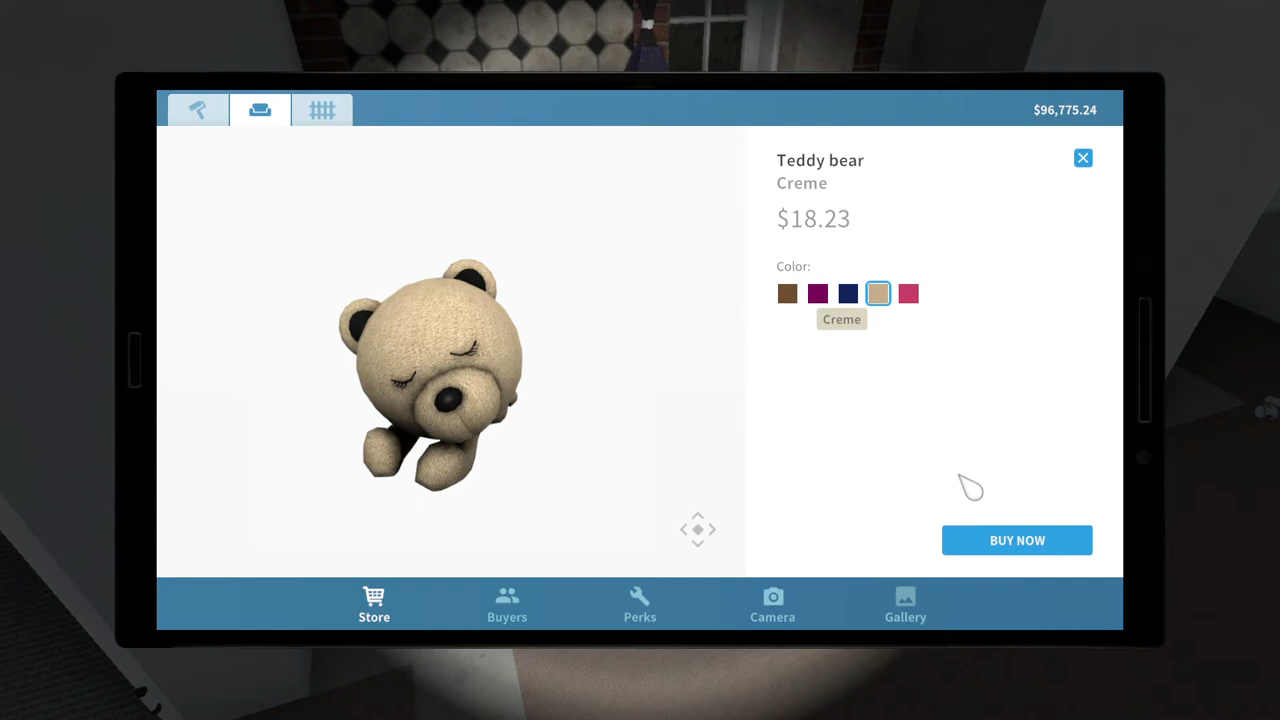 $96,775.24
Teddy bear
Creme
$18.23
Color:
Creme
BUY NOW
Store
Buyers
Perks
Camera
Gallery